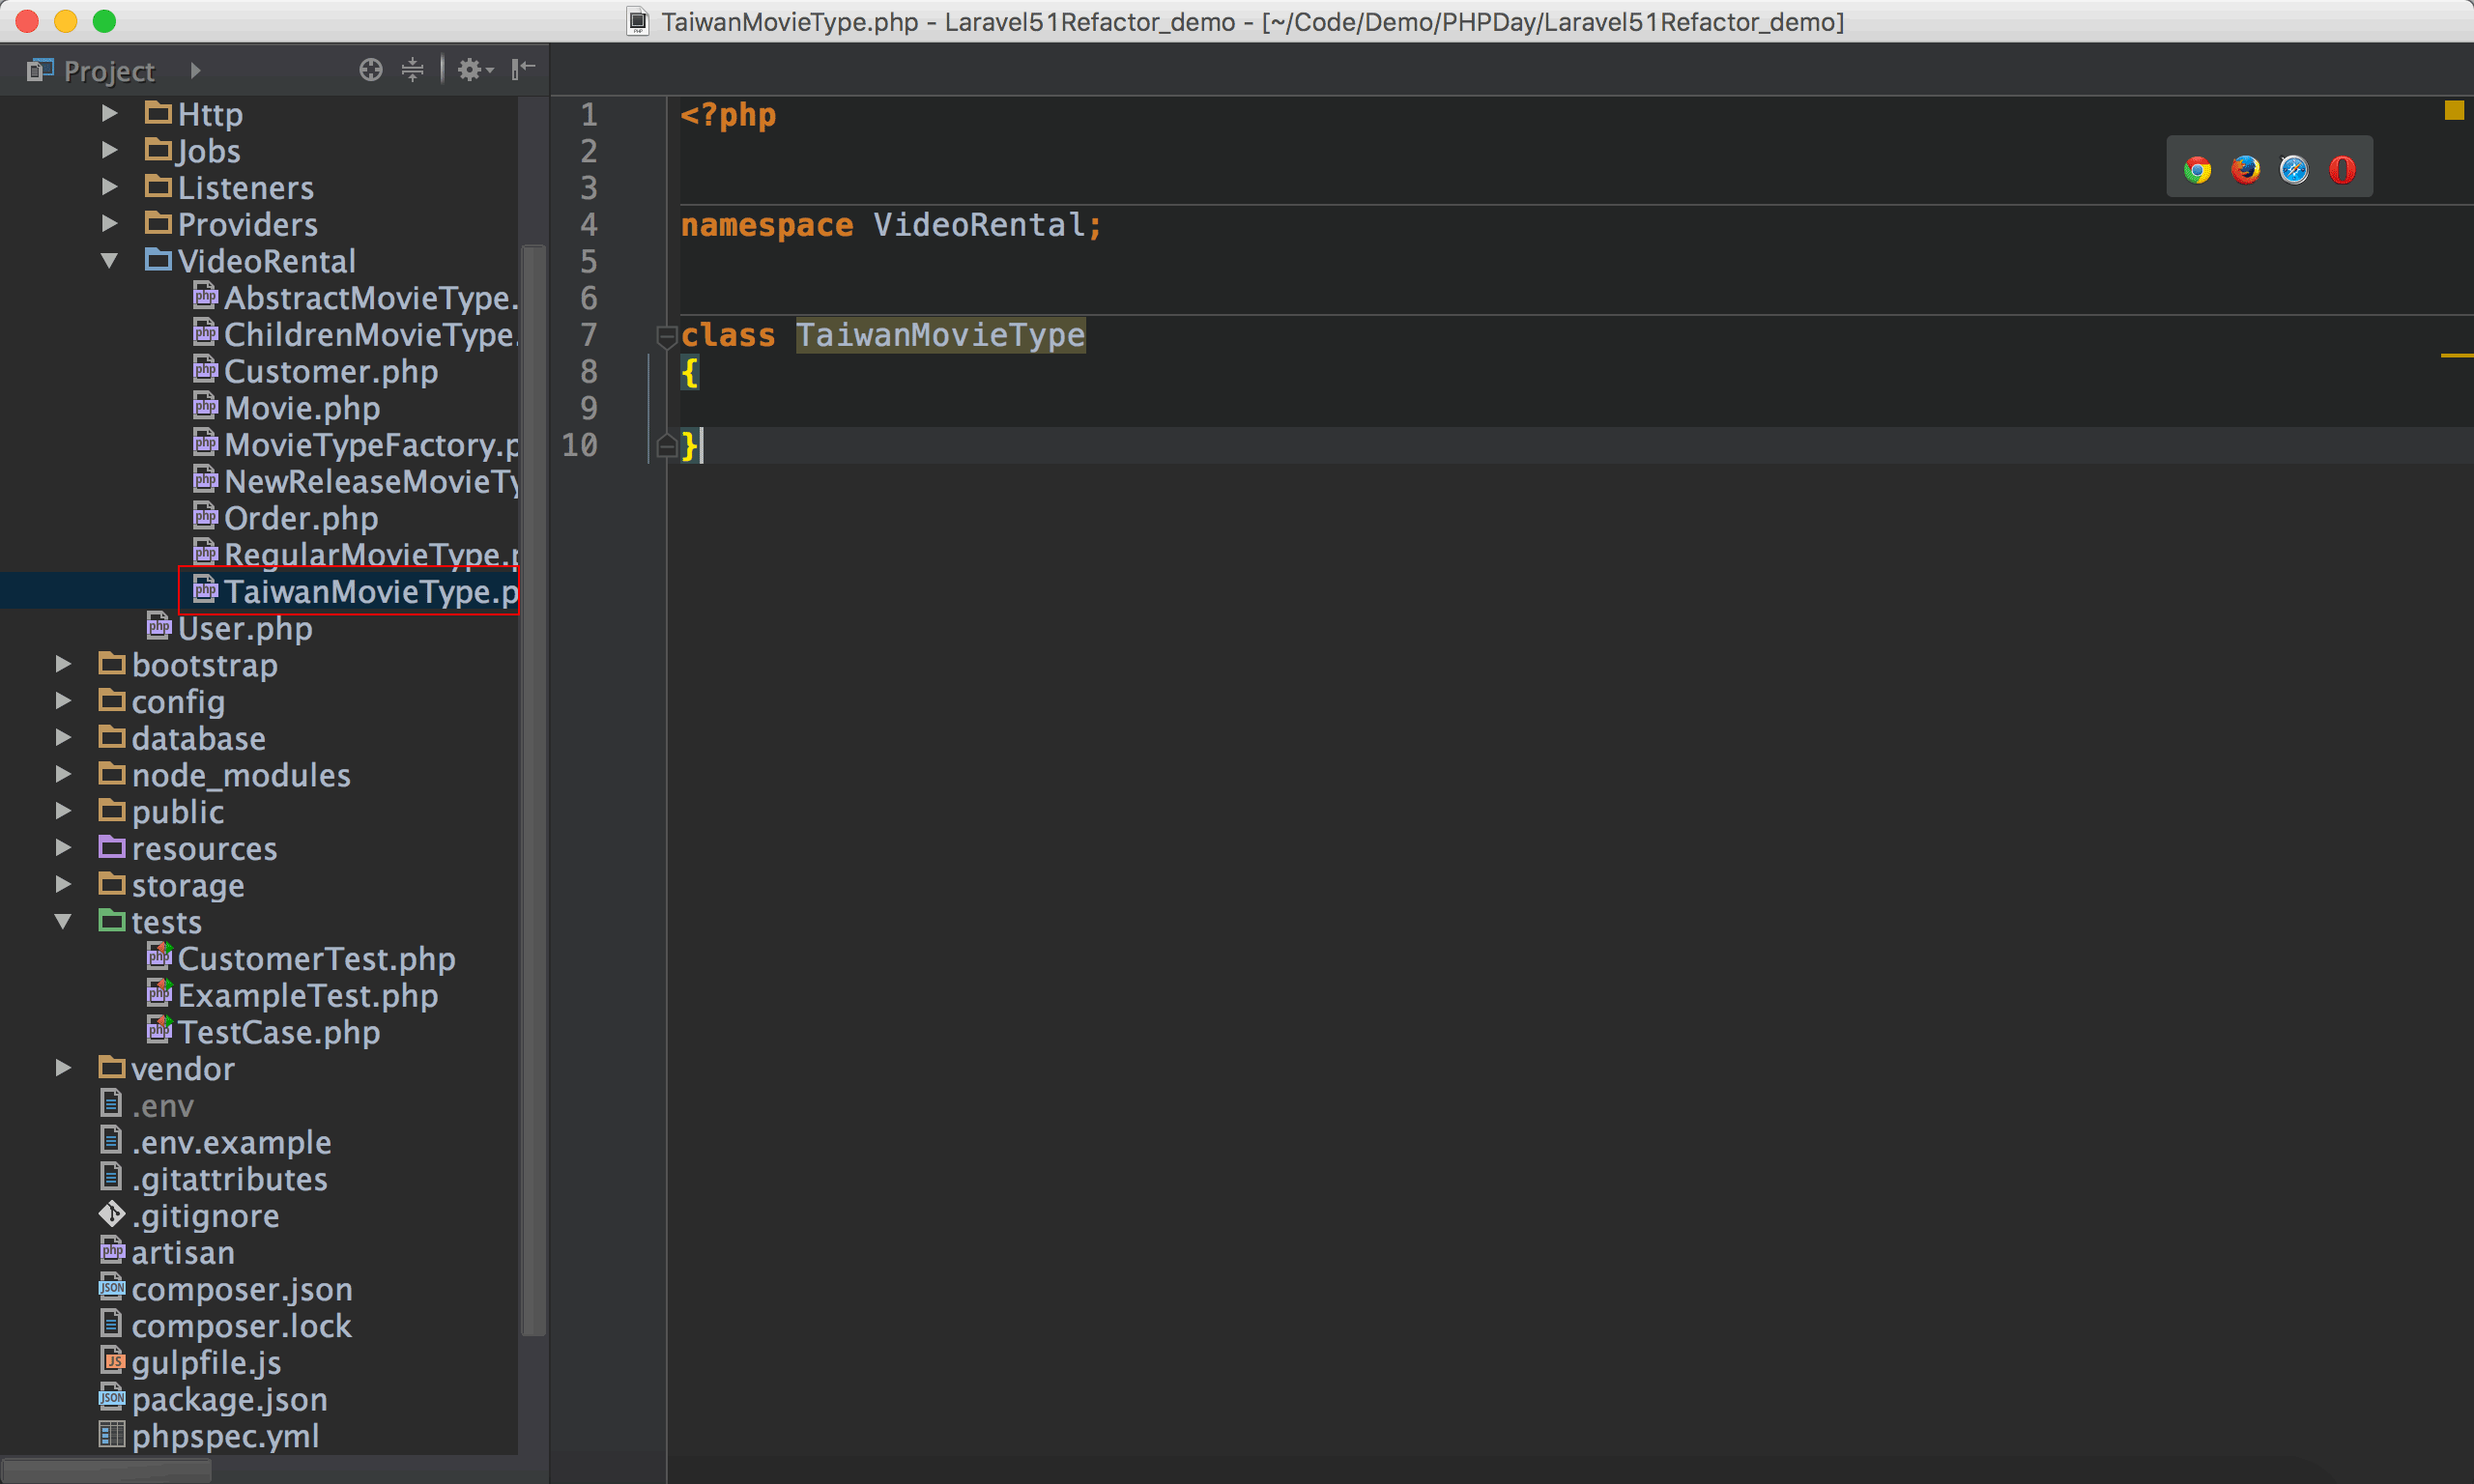 TaiwanMovieType.php - Laravel51Refactor_demo - [~/Code/Demo/PHPDay/Laravel51Refactor_demo]
Project
Http
Jobs
Listeners
Providers
VideoRental
AbstractMovieType.
ChildrenMovieType.
Customer.php
Movie.php
MovieTypeFactory.p
NewReleaseMovieTy
Order.php
RegularMovieType.p
TaiwanMovieType.p
User.php
bootstrap
config
database
node_modules
public
resources
storage
tests
CustomerTest.php
ExampleTest.php
TestCase.php
vendor
.env
.env.example
.gitattributes
.gitignore
artisan
composer.json
composer.lock
gulpfile.js
package.json
phpspec.yml
1 <?php
2
3
4 namespace VideoRental;
5
6
7 class TaiwanMovieType
8 {
9
10 }